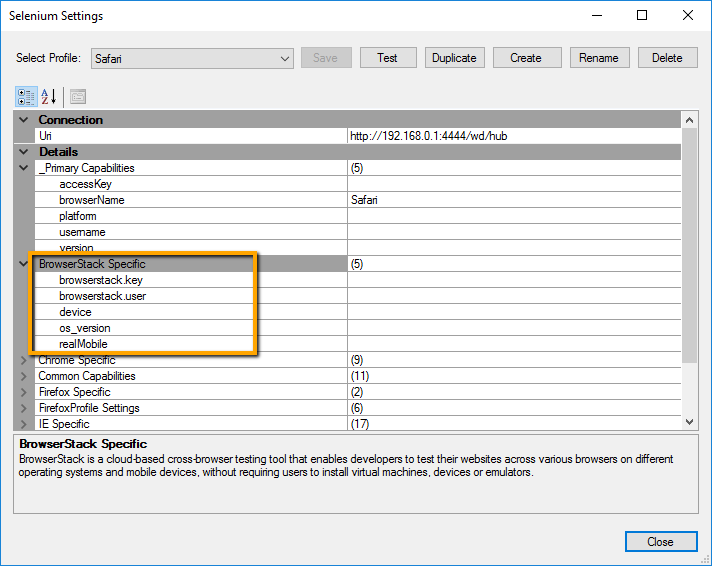 Selenium Settings
Select Profile: Safari Save Test Duplicate Create Rename Delete
A Z
Connection
Uri http://192.168.0.1:4444/wd/hub
Details
_Primary Capabilities (5)
accessKey
browserName Safari
platform
username
version
BrowserStack Specific (5)
browserstack.key
browserstack.user
device
os_version
realMobile
Chrome Specific (9)
Common Capabilities (11)
Firefox Specific (2)
FirefoxProfile Settings (6)
IE Specific (17)
BrowserStack Specific
BrowserStack is a cloud-based cross-browser testing tool that enables developers to test their websites across various browsers on different
operating systems and mobile devices, without requiring users to install virtual machines, devices or emulators.
Close